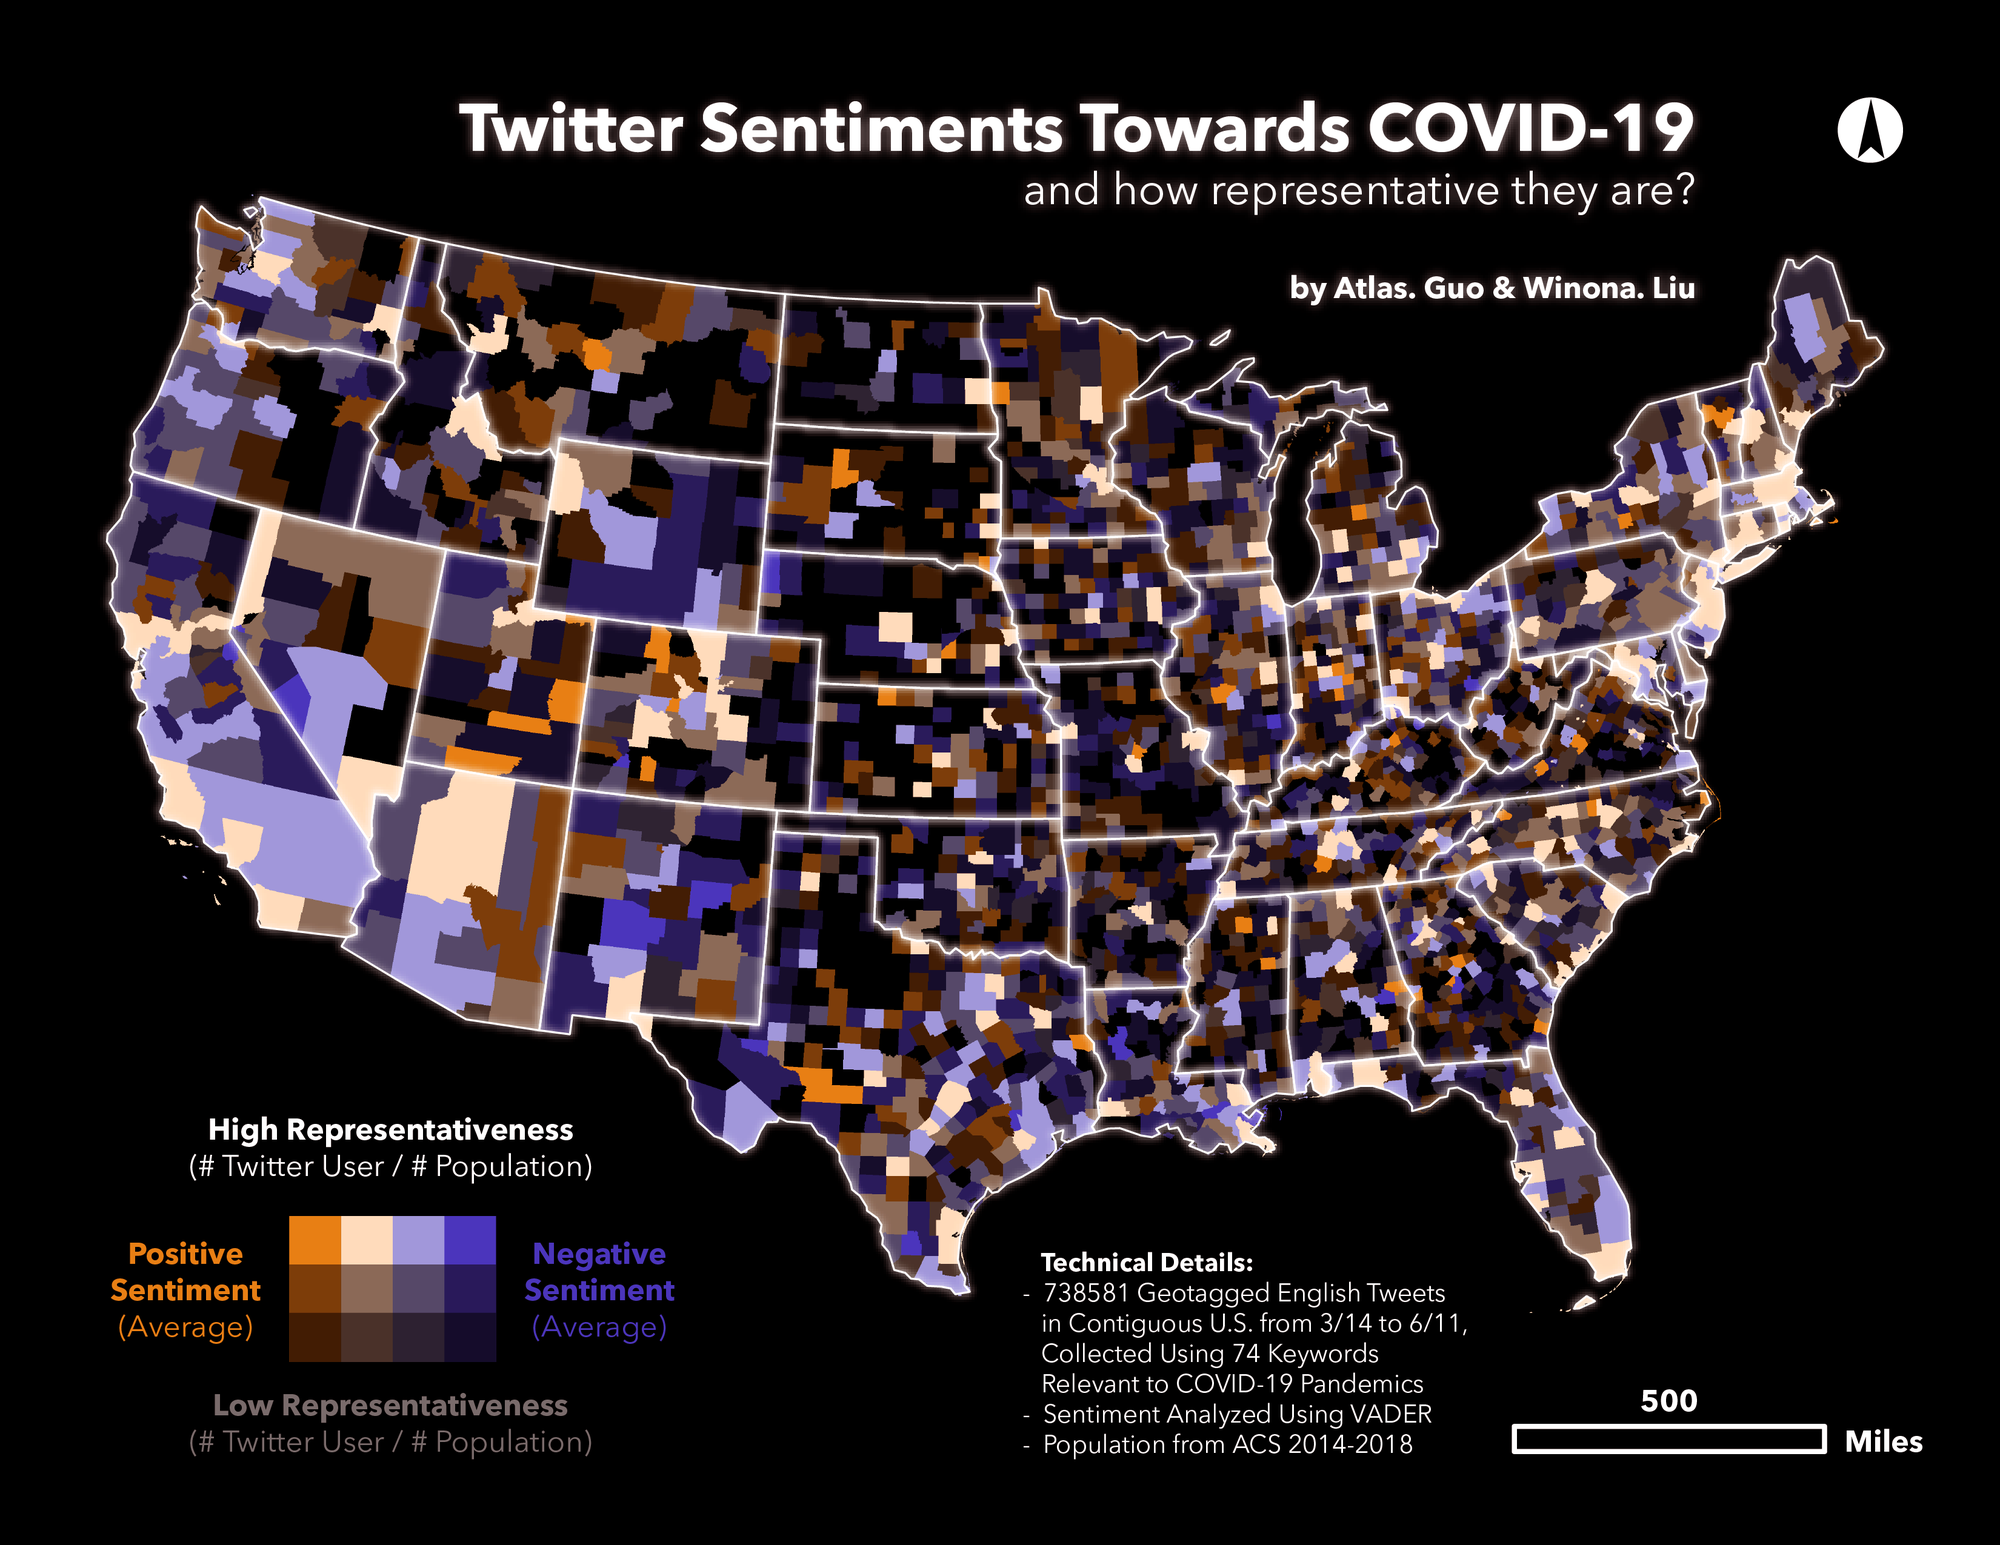 Twitter Sentiments Towards COVID-19
and how representative they are?
by Atlas. Guo & Winona. Liu
High Representativeness
(# Twitter User / # Population)
Positive
Sentiment
(Average)
Negative
Sentiment
(Average)
Low Representativeness
(# Twitter User / # Population)
Technical Details:
- 738581 Geotagged English Tweets
in Contiguous U.S. from 3/14 to 6/11,
Collected Using 74 Keywords
Relevant to COVID-19 Pandemics
- Sentiment Analyzed Using VADER
- Population from ACS 2014-2018
500
Miles